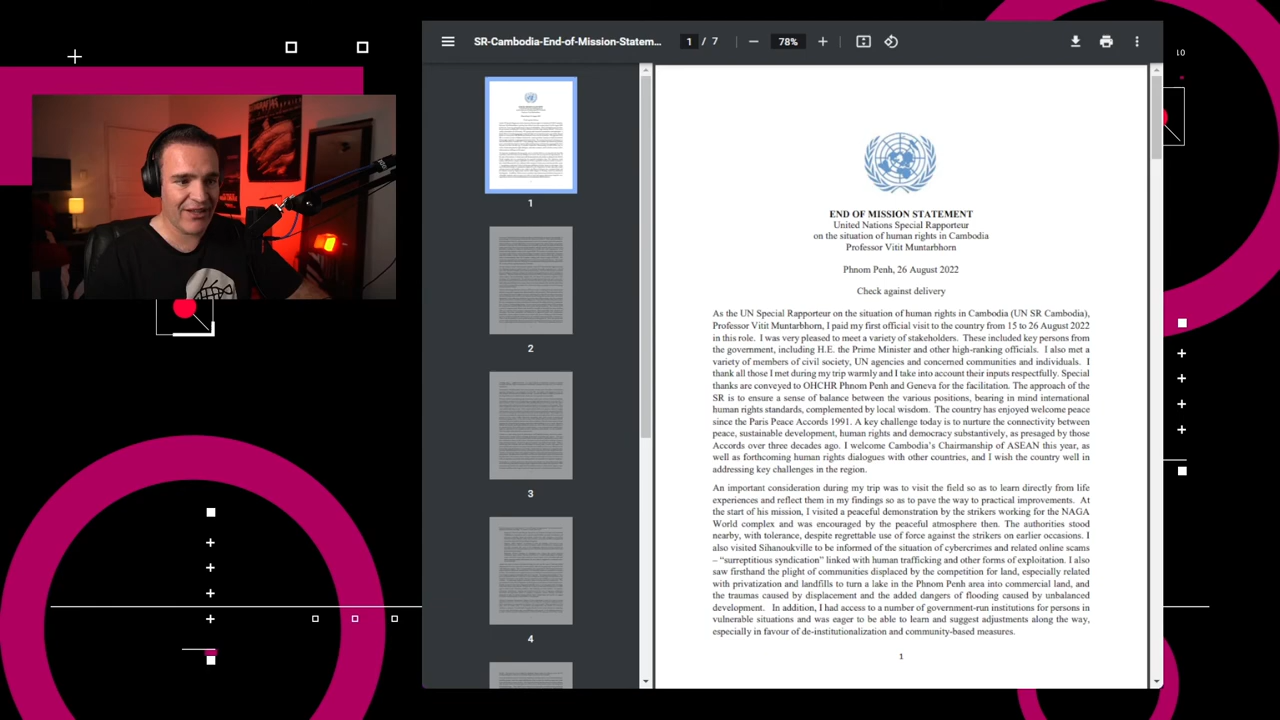 SR-Cambodia-End-of-Mission-Statem...
1 / 7
78%
1
2
3
4
END OF MISSION STATEMENT
United Nations Special Rapporteur
on the situation of human rights in Cambodia
Professor Vitit Muntarbhorn
Phnom Penh, 26 August 2022
Check against delivery
As the UN Special Rapporteur on the situation of human rights in Cambodia (UN SR Cambodia),
Professor Vitit Muntarbhorn, I paid my first official visit to the country from 15 to 26 August 2022
in this role. I was very pleased to meet a variety of stakeholders. These included key persons from
the government, including H.E. the Prime Minister and other high-ranking officials. I also met a
variety of members of civil society, UN agencies and concerned communities and individuals. I
thank all those I met during my trip warmly and I take into account their inputs respectfully. Special
thanks are conveyed to OHCHR Phnom Penh and Geneva for the facilitation. The approach of the
SR is to ensure a sense of balance between the various positions, bearing in mind international
human rights standards, complemented by local wisdom. The country has enjoyed welcome peace
since the Paris Peace Accords 1991. A key challenge today is to nurture the connectivity between
peace, sustainable development, human rights and democracy substantively, as presaged by those
Accords over three decades ago. I welcome Cambodia's Chairmanship of ASEAN this year, as
well as forthcoming human rights dialogues with other countries, and I wish the country well in
addressing key challenges in the region.
An important consideration during my trip was to visit the field so as to learn directly from life
experiences and reflect them in my findings so as to pave the way to practical improvements. At
the start of his mission, I visited a peaceful demonstration by the strikers working for the NAGA
World complex and was encouraged by the peaceful atmosphere then. The authorities stood
nearby, with tolerance, despite regrettable use of force against the strikers on earlier occasions. I
also visited Sihanoukville to be informed of the situation of cybercrimes and related online scams
– “surreptitious syndication” linked with human trafficking and other forms of exploitation. I also
saw firsthand the plight of communities displaced by the competition for land, especially related
with privatization and landfills to turn a lake in the Phnom Penh area into commercial land, and
the traumas caused by displacement and the added dangers of flooding caused by unbalanced
development. In addition, I had access to a number of government-run institutions for persons in
vulnerable situations and was eager to be able to learn and suggest adjustments along the way,
especially in favour of de-institutionalization and community-based measures.
1